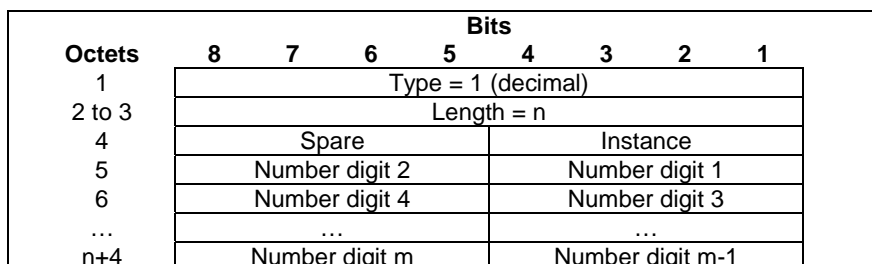 Bits
Octets 8 7 6 5 4 3 2 1
1 Type = 1 (decimal)
2 to 3 Length = n
4 Spare Instance
5 Number digit 2 Number digit 1
6 Number digit 4 Number digit 3
… … …
n+4 Number digit m Number digit m-1